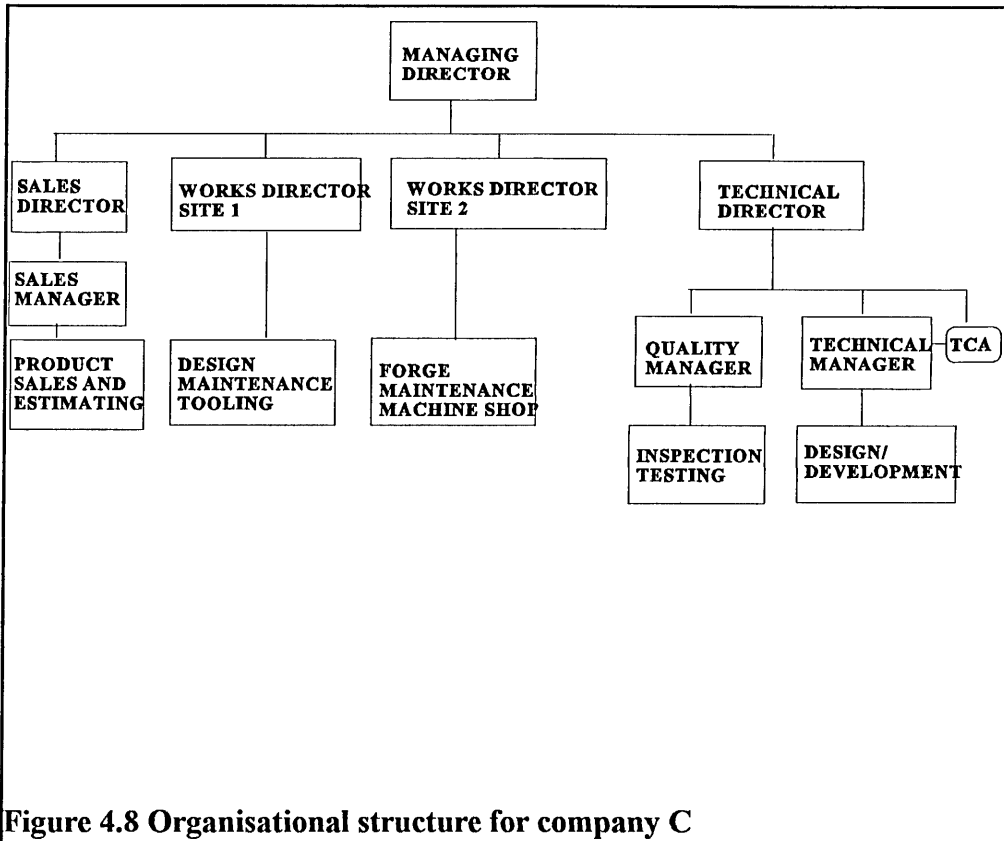 MANAGING
DIRECTOR
SALES
DIRECTOR
WORKS DIRECTOR
SITE 1
WORKS DIRECTOR
SITE 2
TECHNICAL
DIRECTOR
SALES
MANAGER
PRODUCT
SALES AND
ESTIMATING
DESIGN
MAINTENANCE
TOOLING
FORGE
MAINTENANCE
MACHINE SHOP
QUALITY
MANAGER
TECHNICAL
MANAGER
TCA
INSPECTION
TESTING
DESIGN/
DEVELOPMENT
Figure 4.8 Organisational structure for company C